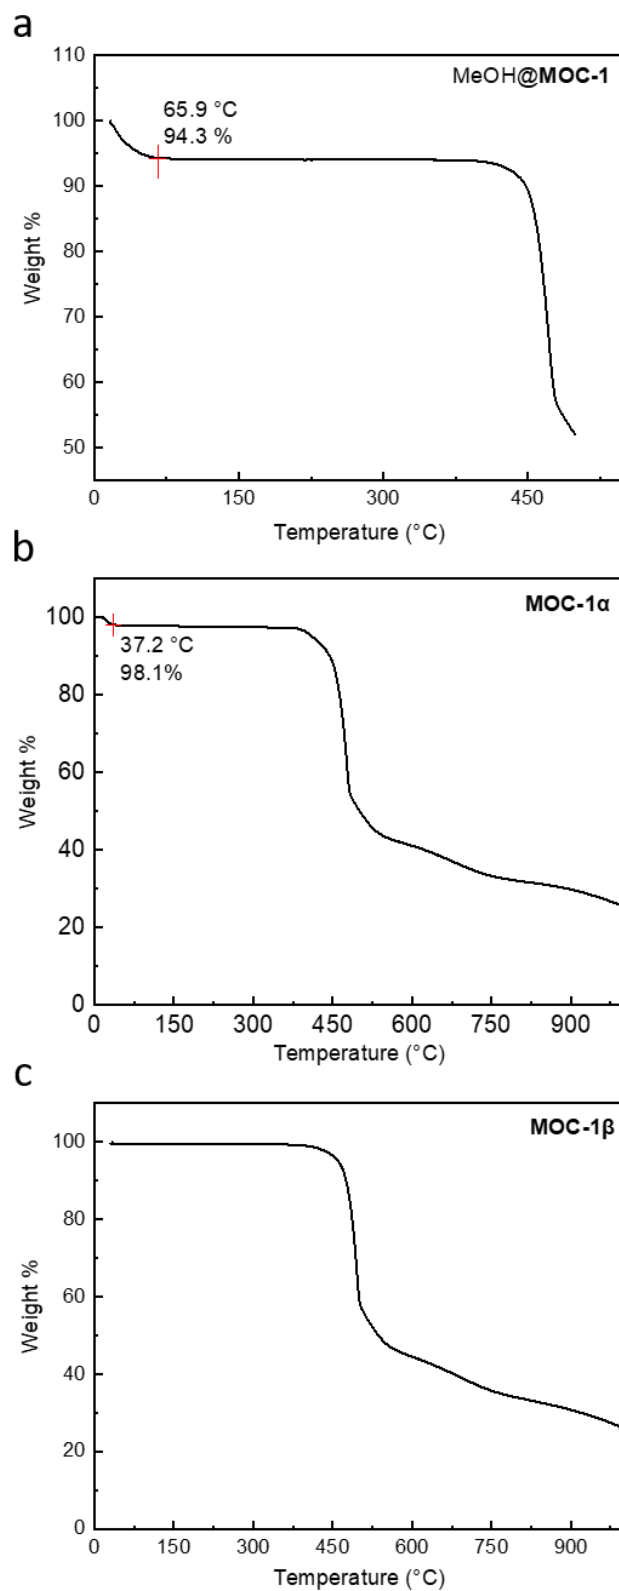 a
MeOH@MOC-1
110
100
90
80
70
60
50
65.9 °C
94.3 %
Weight %
0
150
300
450
Temperature (°C)
b
MOC-1α
100
80
60
40
20
0
37.2 °C
98.1%
Weight %
0
150
300
450
600
750
900
Temperature (°C)
c
MOC-1β
100
80
60
40
20
0
Weight %
0
150
300
450
600
750
900
Temperature (°C)